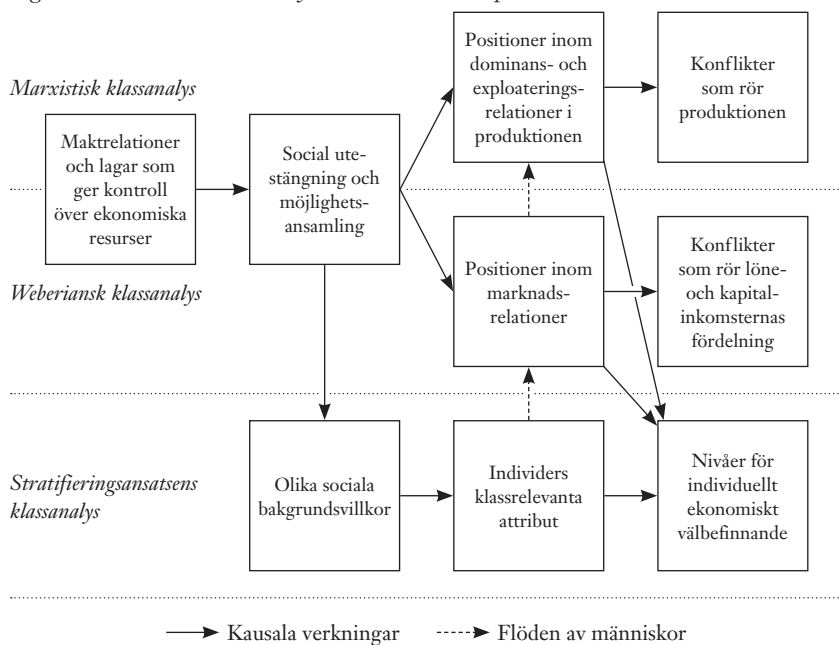 Marxistisk klassanalys
Maktrelationer
och lagar som
ger kontroll
över ekonomiska
resurser
Social ute-
stängning och
möjlighets-
ansamling
Positioner inom
dominans- och
exploaterings-
relationer i
produktionen
Konflikter
som rör
produktionen
Weberiansk klassanalys
Positioner inom
marknads-
relationer
Konflikter
som rör löne-
och kapital-
inkomsternas
fördelning
Stratifieringsansatsens
klassanalys
Olika sociala
bakgrundsvillkor
Individers
klassrelevanta
attribut
Nivåer för
individuellt
ekonomiskt
välbefinnande
Kausala verkningar
Flöden av människor